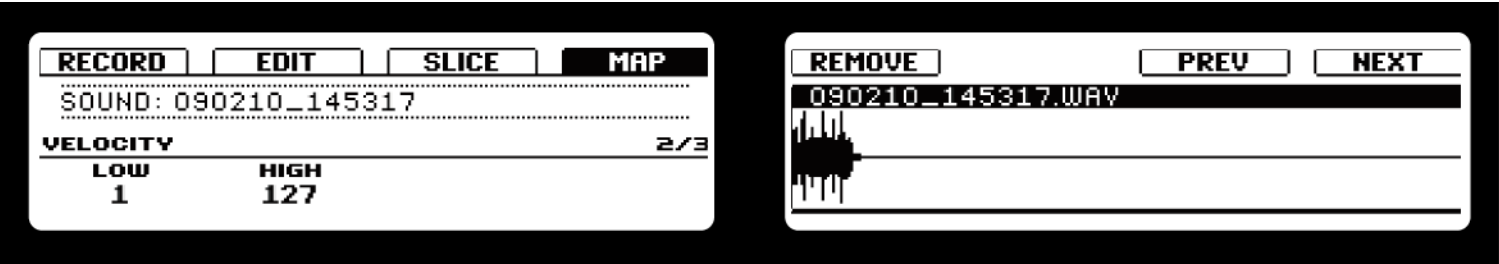 RECORD EDIT SLICE MAP
SOUND: 090210_145317
VELOCITY 2/3
LOW HIGH
1 127
REMOVE PREV NEXT
090210_145317.WAV